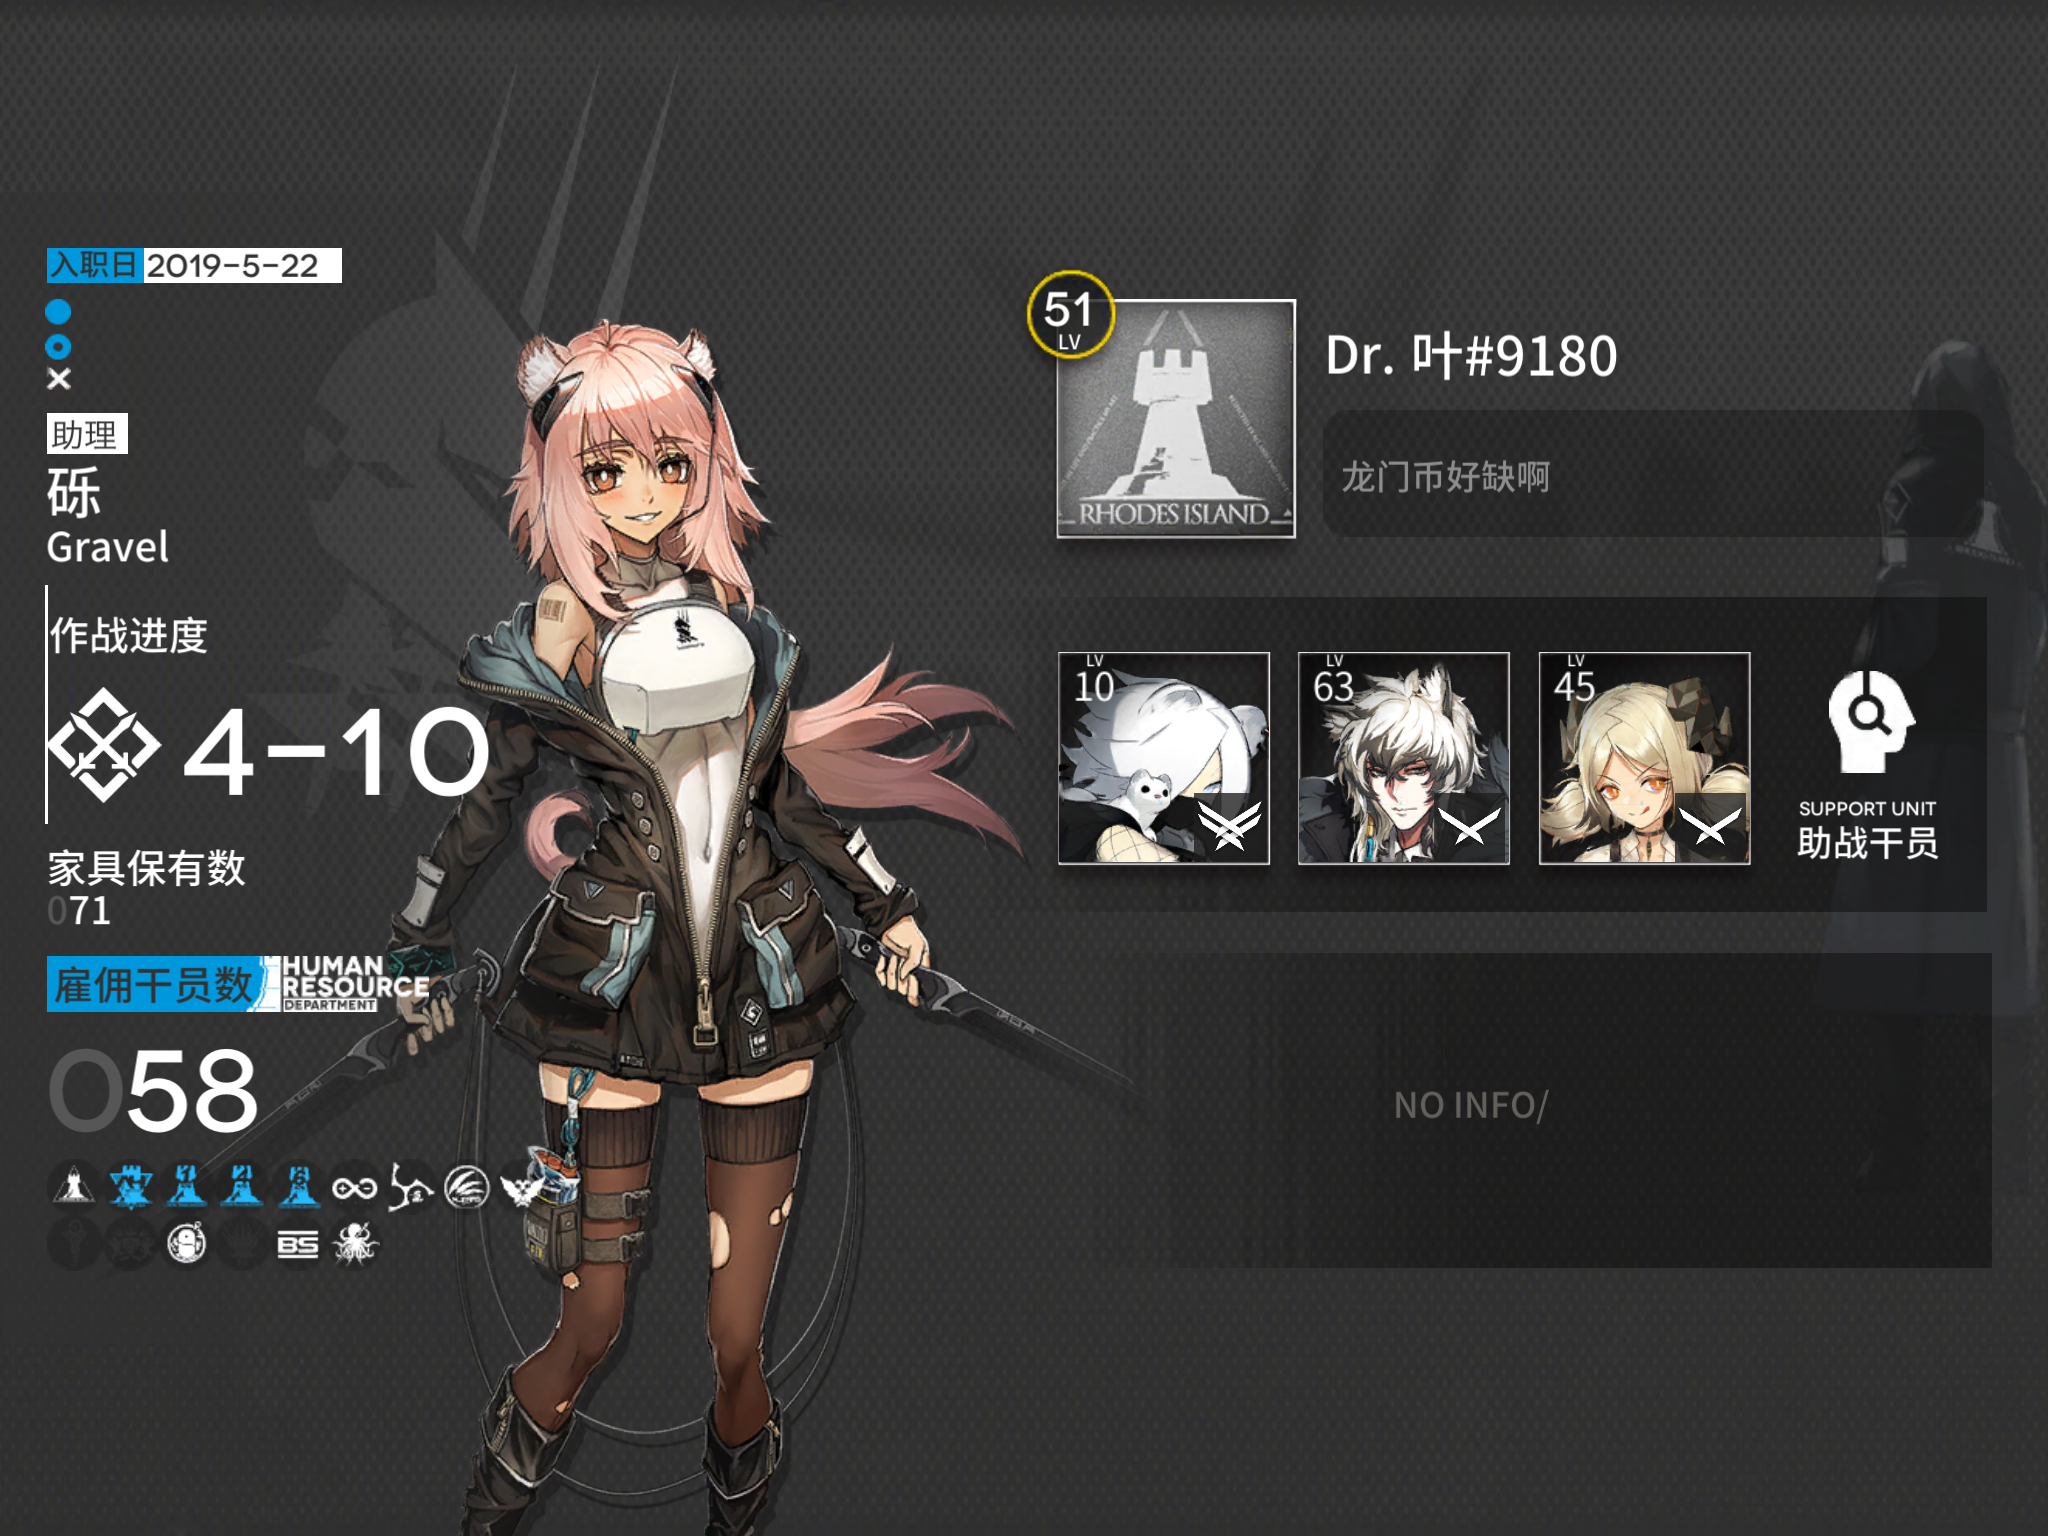 入职日 2019-5-22
助理
砾
Gravel
作战进度
4-10
家具保有数
071
雇佣干员数 HUMAN RESOURCE DEPARTMENT
058
BS
51
LV
Dr. 叶#9180
龙门币好缺啊
RHODES ISLAND
LV
10
LV
63
LV
45
SUPPORT UNIT
助战干员
NO INFO/